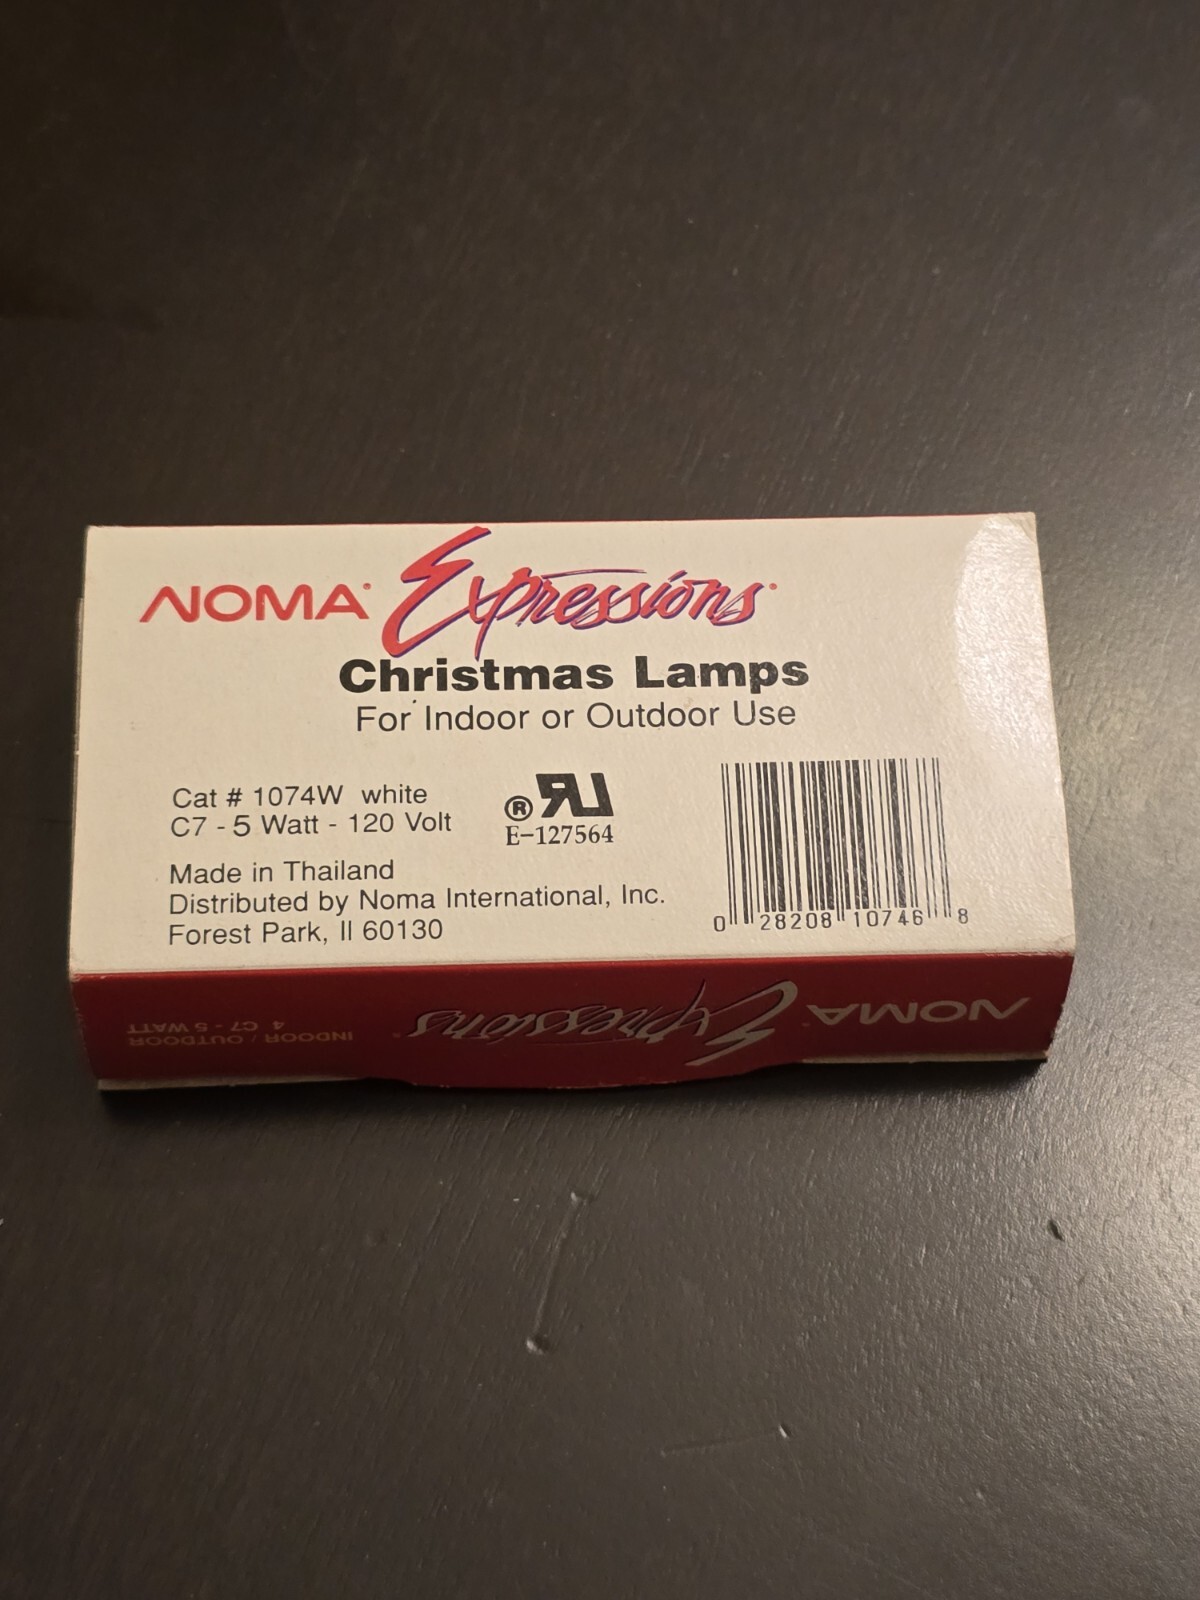 NOMA® Expressions®
Christmas Lamps
For Indoor or Outdoor Use
Cat # 1074W white
C7 - 5 Watt - 120 Volt
® RU
E-127564
Made in Thailand
Distributed by Noma International, Inc.
Forest Park, Il 60130
0 28208 10746 8
NOMA® Expressions®
INDOOR / OUTDOOR
4 C7 - 5 WATT